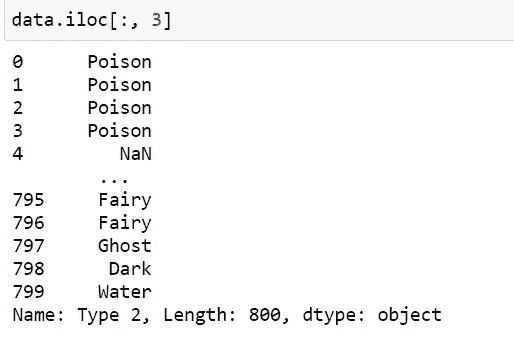 data.iloc[:, 3]
0 Poison
1 Poison
2 Poison
3 Poison
4 NaN
...
795 Fairy
796 Fairy
797 Ghost
798 Dark
799 Water
Name: Type 2, Length: 800, dtype: object